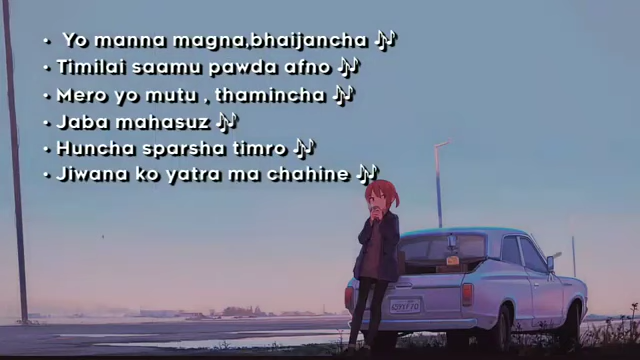 • Yo manna magna,bhaijancha 🎶
• Timilai saamu pawda afno 🎶
• Mero yo mutu , thamincha 🎶
• Jaba mahasuz 🎶
• Huncha sparsha timro 🎶
• Jiwana ko yatra ma chahine 🎶